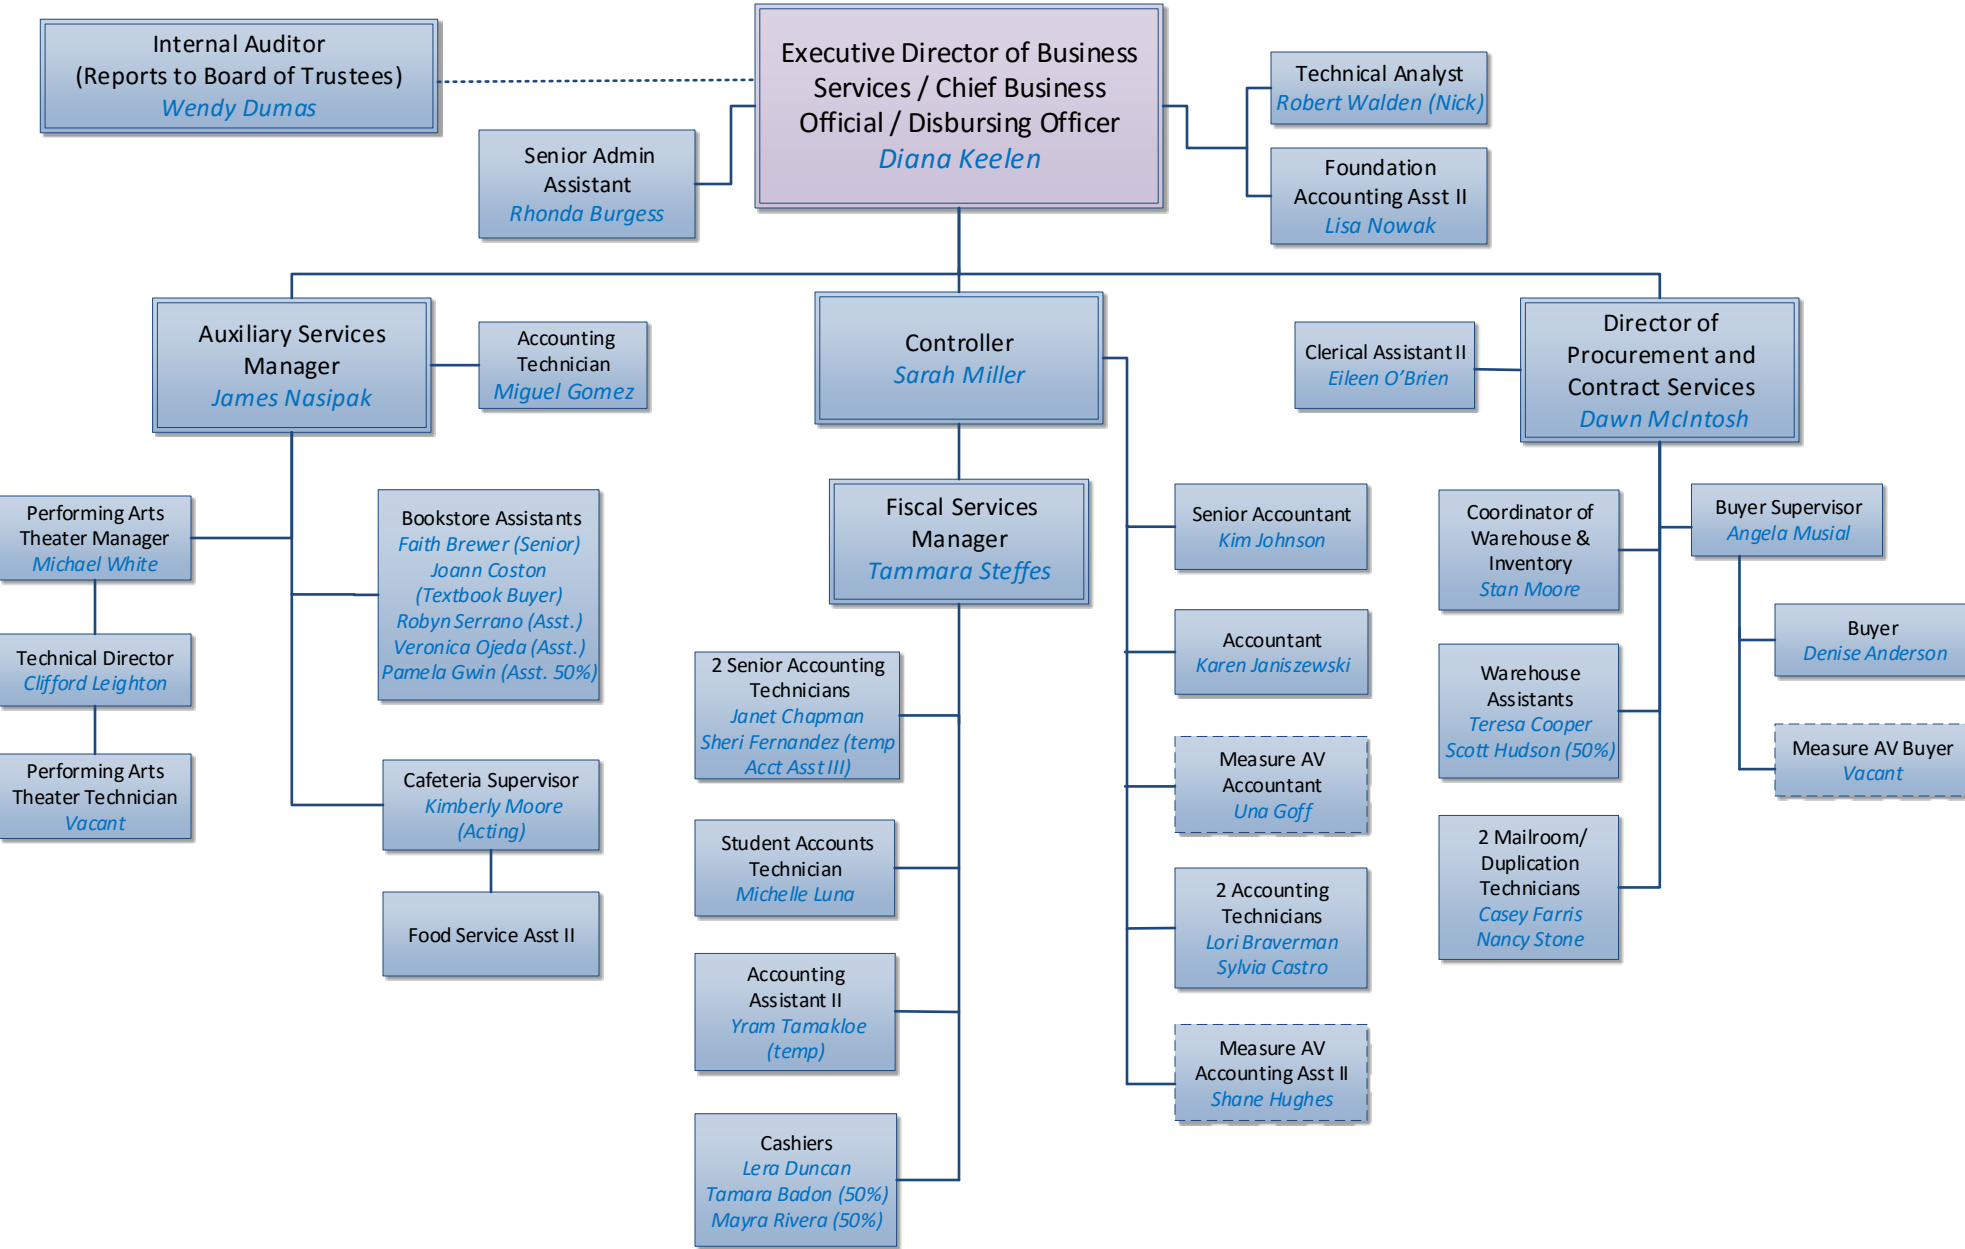 Internal Auditor
(Reports to Board of Trustees)
Wendy Dumas
Executive Director of Business
Services / Chief Business
Official / Disbursing Officer
Diana Keelen
Technical Analyst
Robert Walden (Nick)
Senior Admin
Assistant
Rhonda Burgess
Foundation
Accounting Asst II
Lisa Nowak
Auxiliary Services
Manager
James Nasipak
Accounting
Technician
Miguel Gomez
Controller
Sarah Miller
Clerical Assistant II
Eileen O’Brien
Director of
Procurement and
Contract Services
Dawn McIntosh
Performing Arts
Theater Manager
Michael White
Technical Director
Clifford Leighton
Performing Arts
Theater Technician
Vacant
Bookstore Assistants
Faith Brewer (Senior)
Joann Coston
(Textbook Buyer)
Robyn Serrano (Asst.)
Veronica Ojeda (Asst.)
Pamela Gwin (Asst. 50%)
Cafeteria Supervisor
Kimberly Moore
(Acting)
Food Service Asst II
Fiscal Services
Manager
Tammara Steffes
2 Senior Accounting
Technicians
Janet Chapman
Sheri Fernandez (temp
Acct Asst III)
Student Accounts
Technician
Michelle Luna
Accounting
Assistant II
Yram Tamakloe
(temp)
Cashiers
Lera Duncan
Tamara Badon (50%)
Mayra Rivera (50%)
Senior Accountant
Kim Johnson
Accountant
Karen Janiszewski
Measure AV
Accountant
Una Goff
2 Accounting
Technicians
Lori Braverman
Sylvia Castro
Measure AV
Accounting Asst II
Shane Hughes
Coordinator of
Warehouse &
Inventory
Stan Moore
Warehouse
Assistants
Teresa Cooper
Scott Hudson (50%)
2 Mailroom/
Duplication
Technicians
Casey Farris
Nancy Stone
Buyer Supervisor
Angela Musial
Buyer
Denise Anderson
Measure AV Buyer
Vacant